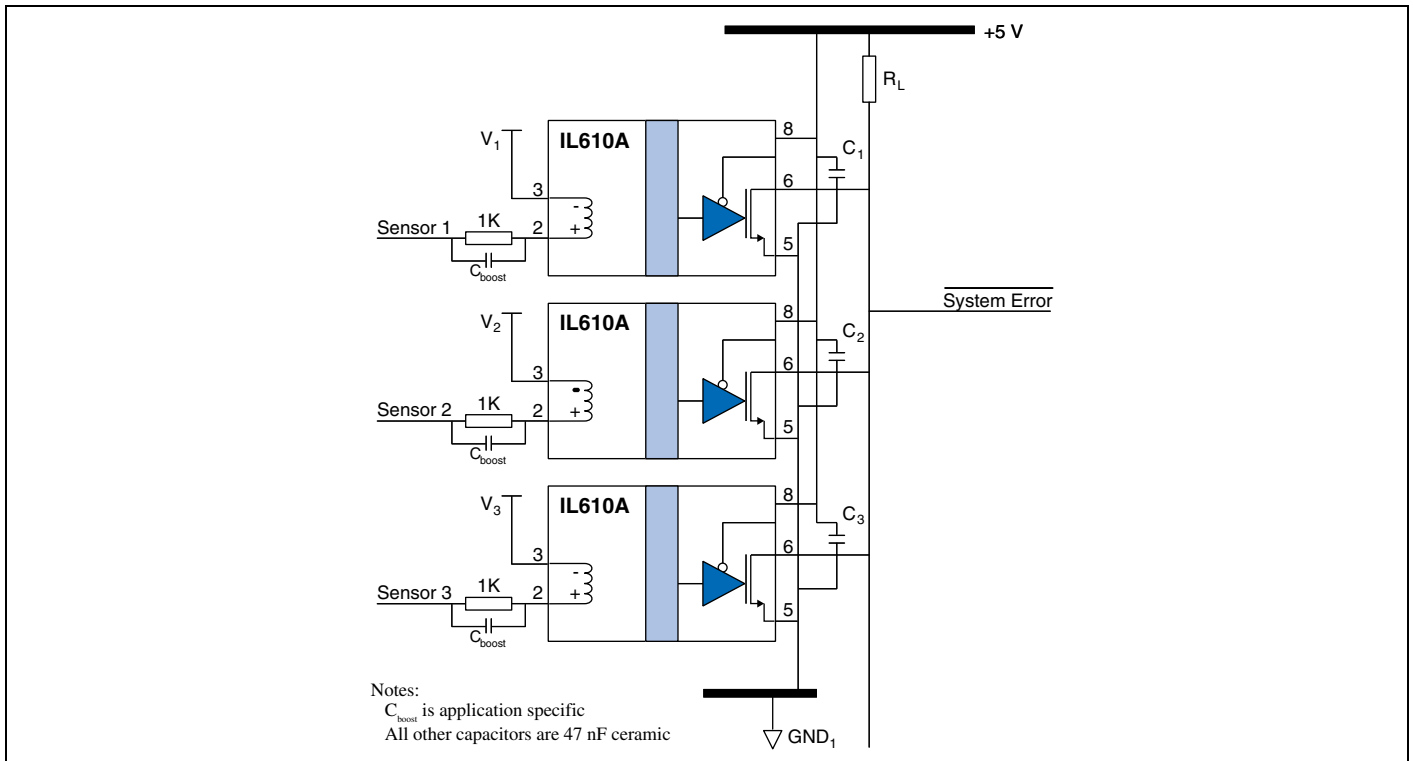 +5 V
R_L
IL610A
V_1
3
-
+
2
Sensor 1
1K
C_boost
8
C_1
6
5
System Error
IL610A
V_2
3
-
+
2
Sensor 2
1K
C_boost
8
C_2
6
5
IL610A
V_3
3
-
+
2
Sensor 3
1K
C_boost
8
C_3
6
5
Notes:
C_boost is application specific
All other capacitors are 47 nF ceramic
GND_1